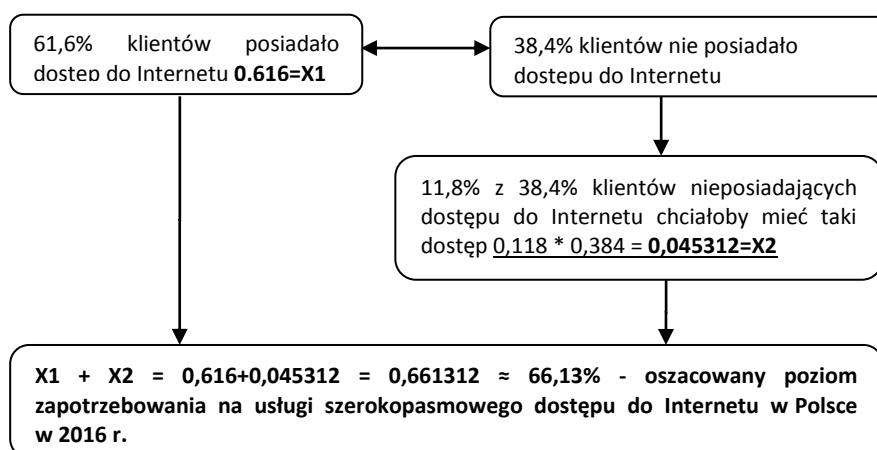 61,6% klientów posiadało
dostęp do Internetu 0.616=X1
38,4% klientów nie posiadało
dostępu do Internetu
11,8% z 38,4% klientów nieposiadających
dostępu do Internetu chciałoby mieć taki
dostęp 0,118 * 0,384 = 0,045312=X2
X1 + X2 = 0,616+0,045312 = 0,661312 ≈ 66,13% - oszacowany poziom
zapotrzebowania na usługi szerokopasmowego dostępu do Internetu w Polsce
w 2016 r.